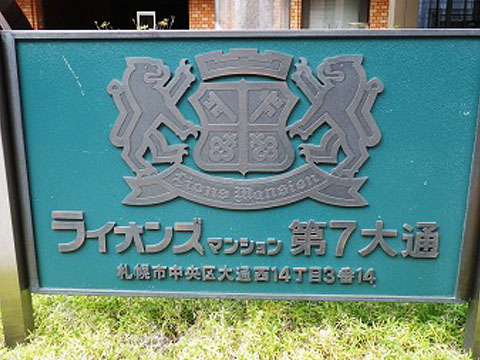 Lions Mansion
ライオンズマンション 第7大通
札幌市中央区大通西14丁目3番14